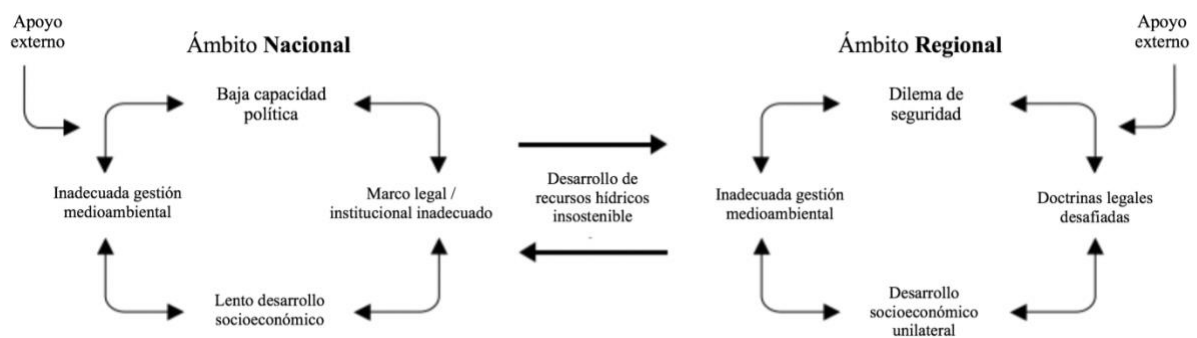 Apoyo
externo
Ámbito Nacional
Baja capacidad
política
Inadecuada gestión
medioambiental
Marco legal /
institucional inadecuado
Lento desarrollo
socioeconómico
Desarrollo de
recursos hídricos
insostenible
Ámbito Regional
Apoyo
externo
Dilema de
seguridad
Inadecuada gestión
medioambiental
Doctrinas legales
desafiadas
Desarrollo
socioeconómico
unilateral